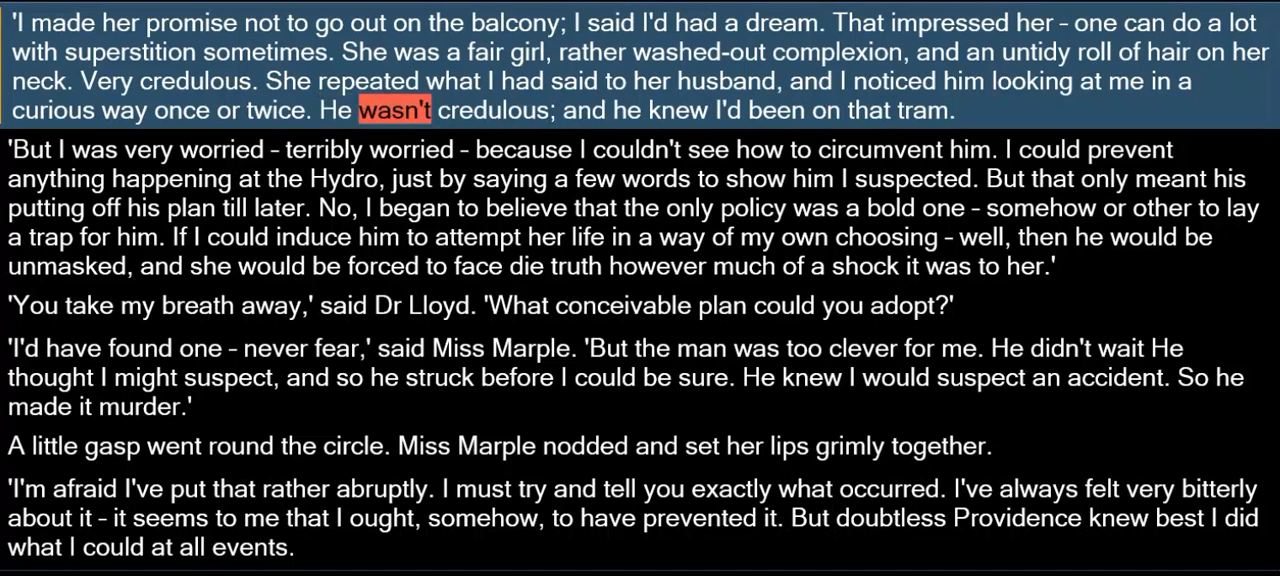 'I made her promise not to go out on the balcony; I said I'd had a dream. That impressed her - one can do a lot
with superstition sometimes. She was a fair girl, rather washed-out complexion, and an untidy roll of hair on her
neck. Very credulous. She repeated what I had said to her husband, and I noticed him looking at me in a
curious way once or twice. He wasn't credulous; and he knew I'd been on that tram.
'But I was very worried - terribly worried - because I couldn't see how to circumvent him. I could prevent
anything happening at the Hydro, just by saying a few words to show him I suspected. But that only meant his
putting off his plan till later. No, I began to believe that the only policy was a bold one - somehow or other to lay
a trap for him. If I could induce him to attempt her life in a way of my own choosing - well, then he would be
unmasked, and she would be forced to face die truth however much of a shock it was to her.'
'You take my breath away,' said Dr Lloyd. 'What conceivable plan could you adopt?'
'I'd have found one - never fear,' said Miss Marple. 'But the man was too clever for me. He didn't wait He
thought I might suspect, and so he struck before I could be sure. He knew I would suspect an accident. So he
made it murder.'
A little gasp went round the circle. Miss Marple nodded and set her lips grimly together.
'I'm afraid I've put that rather abruptly. I must try and tell you exactly what occurred. I've always felt very bitterly
about it - it seems to me that I ought, somehow, to have prevented it. But doubtless Providence knew best I did
what I could at all events.